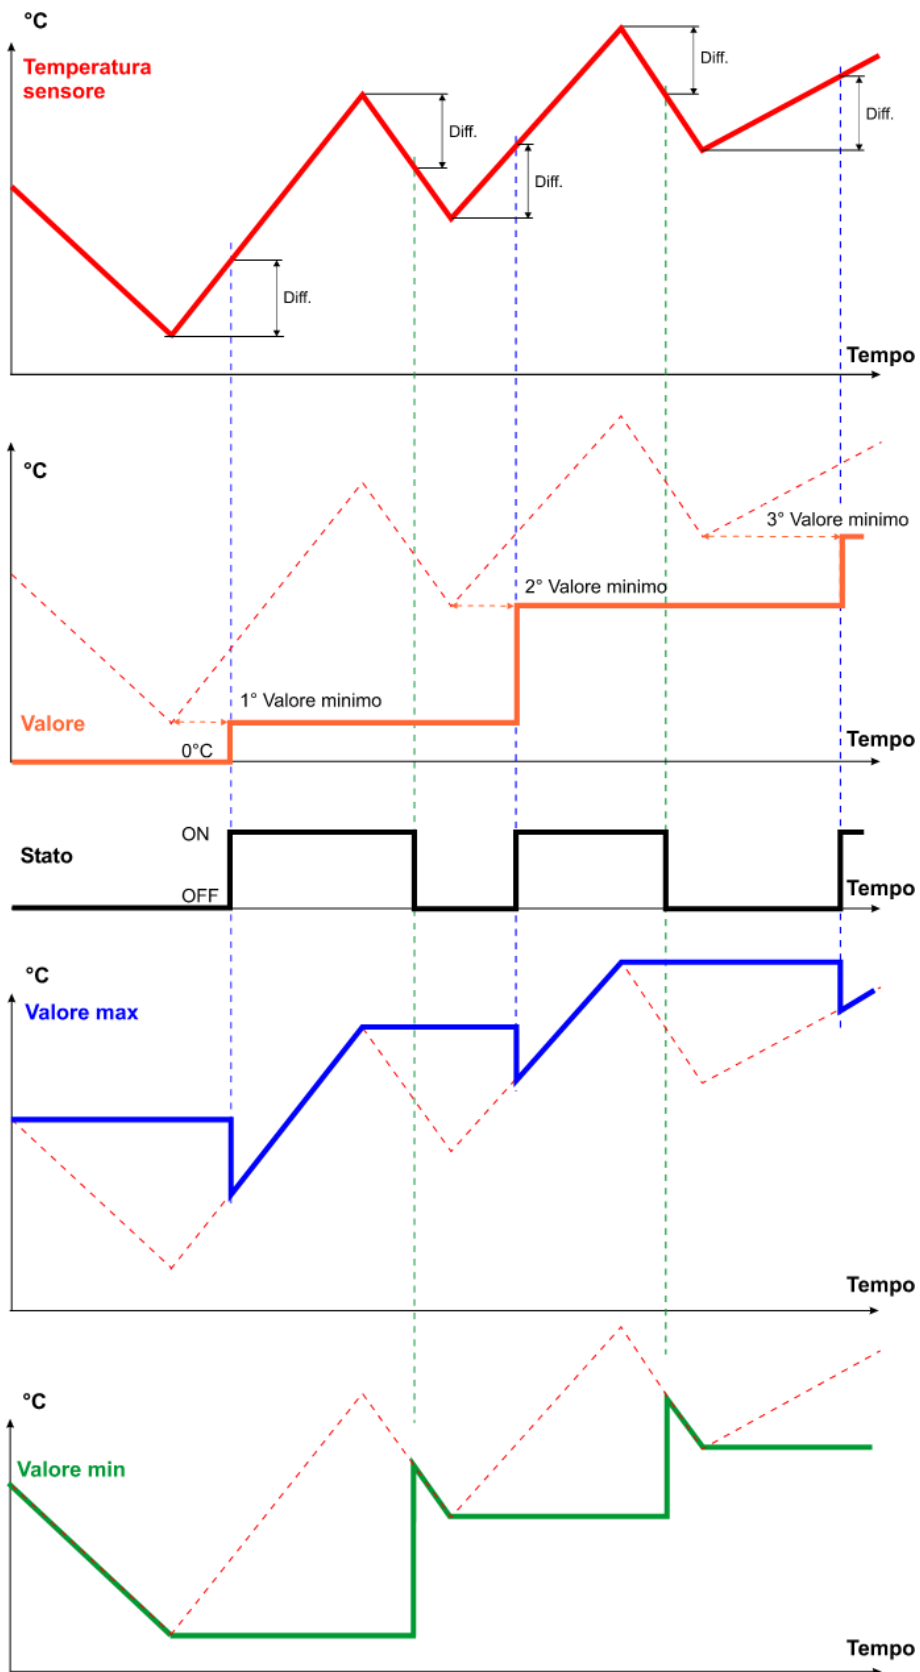 °C
Temperatura
sensore
Diff.
Diff.
Diff.
Diff.
Diff.
Tempo
°C
3° Valore minimo
2° Valore minimo
1° Valore minimo
Valore
0°C
Tempo
ON
Stato
OFF
Tempo
°C
Valore max
Tempo
°C
Valore min
Tempo